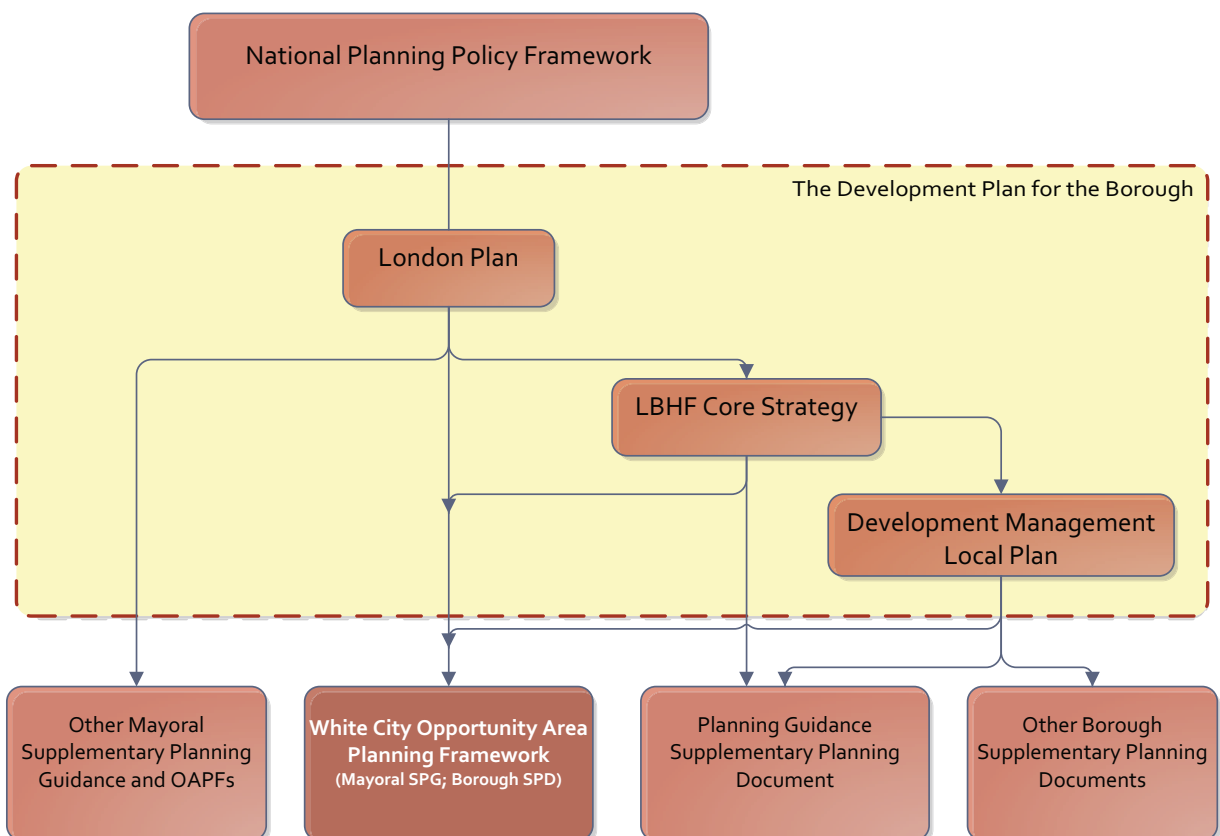 National Planning Policy Framework
The Development Plan for the Borough
London Plan
LBHF Core Strategy
Development Management
Local Plan
Other Mayoral
Supplementary Planning
Guidance and OAPFs
White City Opportunity Area
Planning Framework
(Mayoral SPG; Borough SPD)
Planning Guidance
Supplementary Planning
Document
Other Borough
Supplementary Planning
Documents